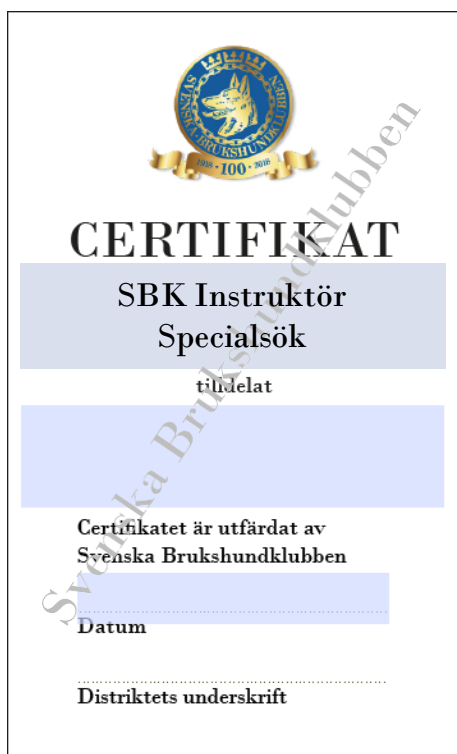 SVENSKA BRUKSHUNDKLUBBEN
1918 · 100 · 2018
CERTIFIKAT
SBK Instruktör
Specialsök
tilldelat
Certifikatet är utfärdat av
Svenska Brukshundklubben
Datum
Distriktets underskrift
Svenska Brukshundklubben